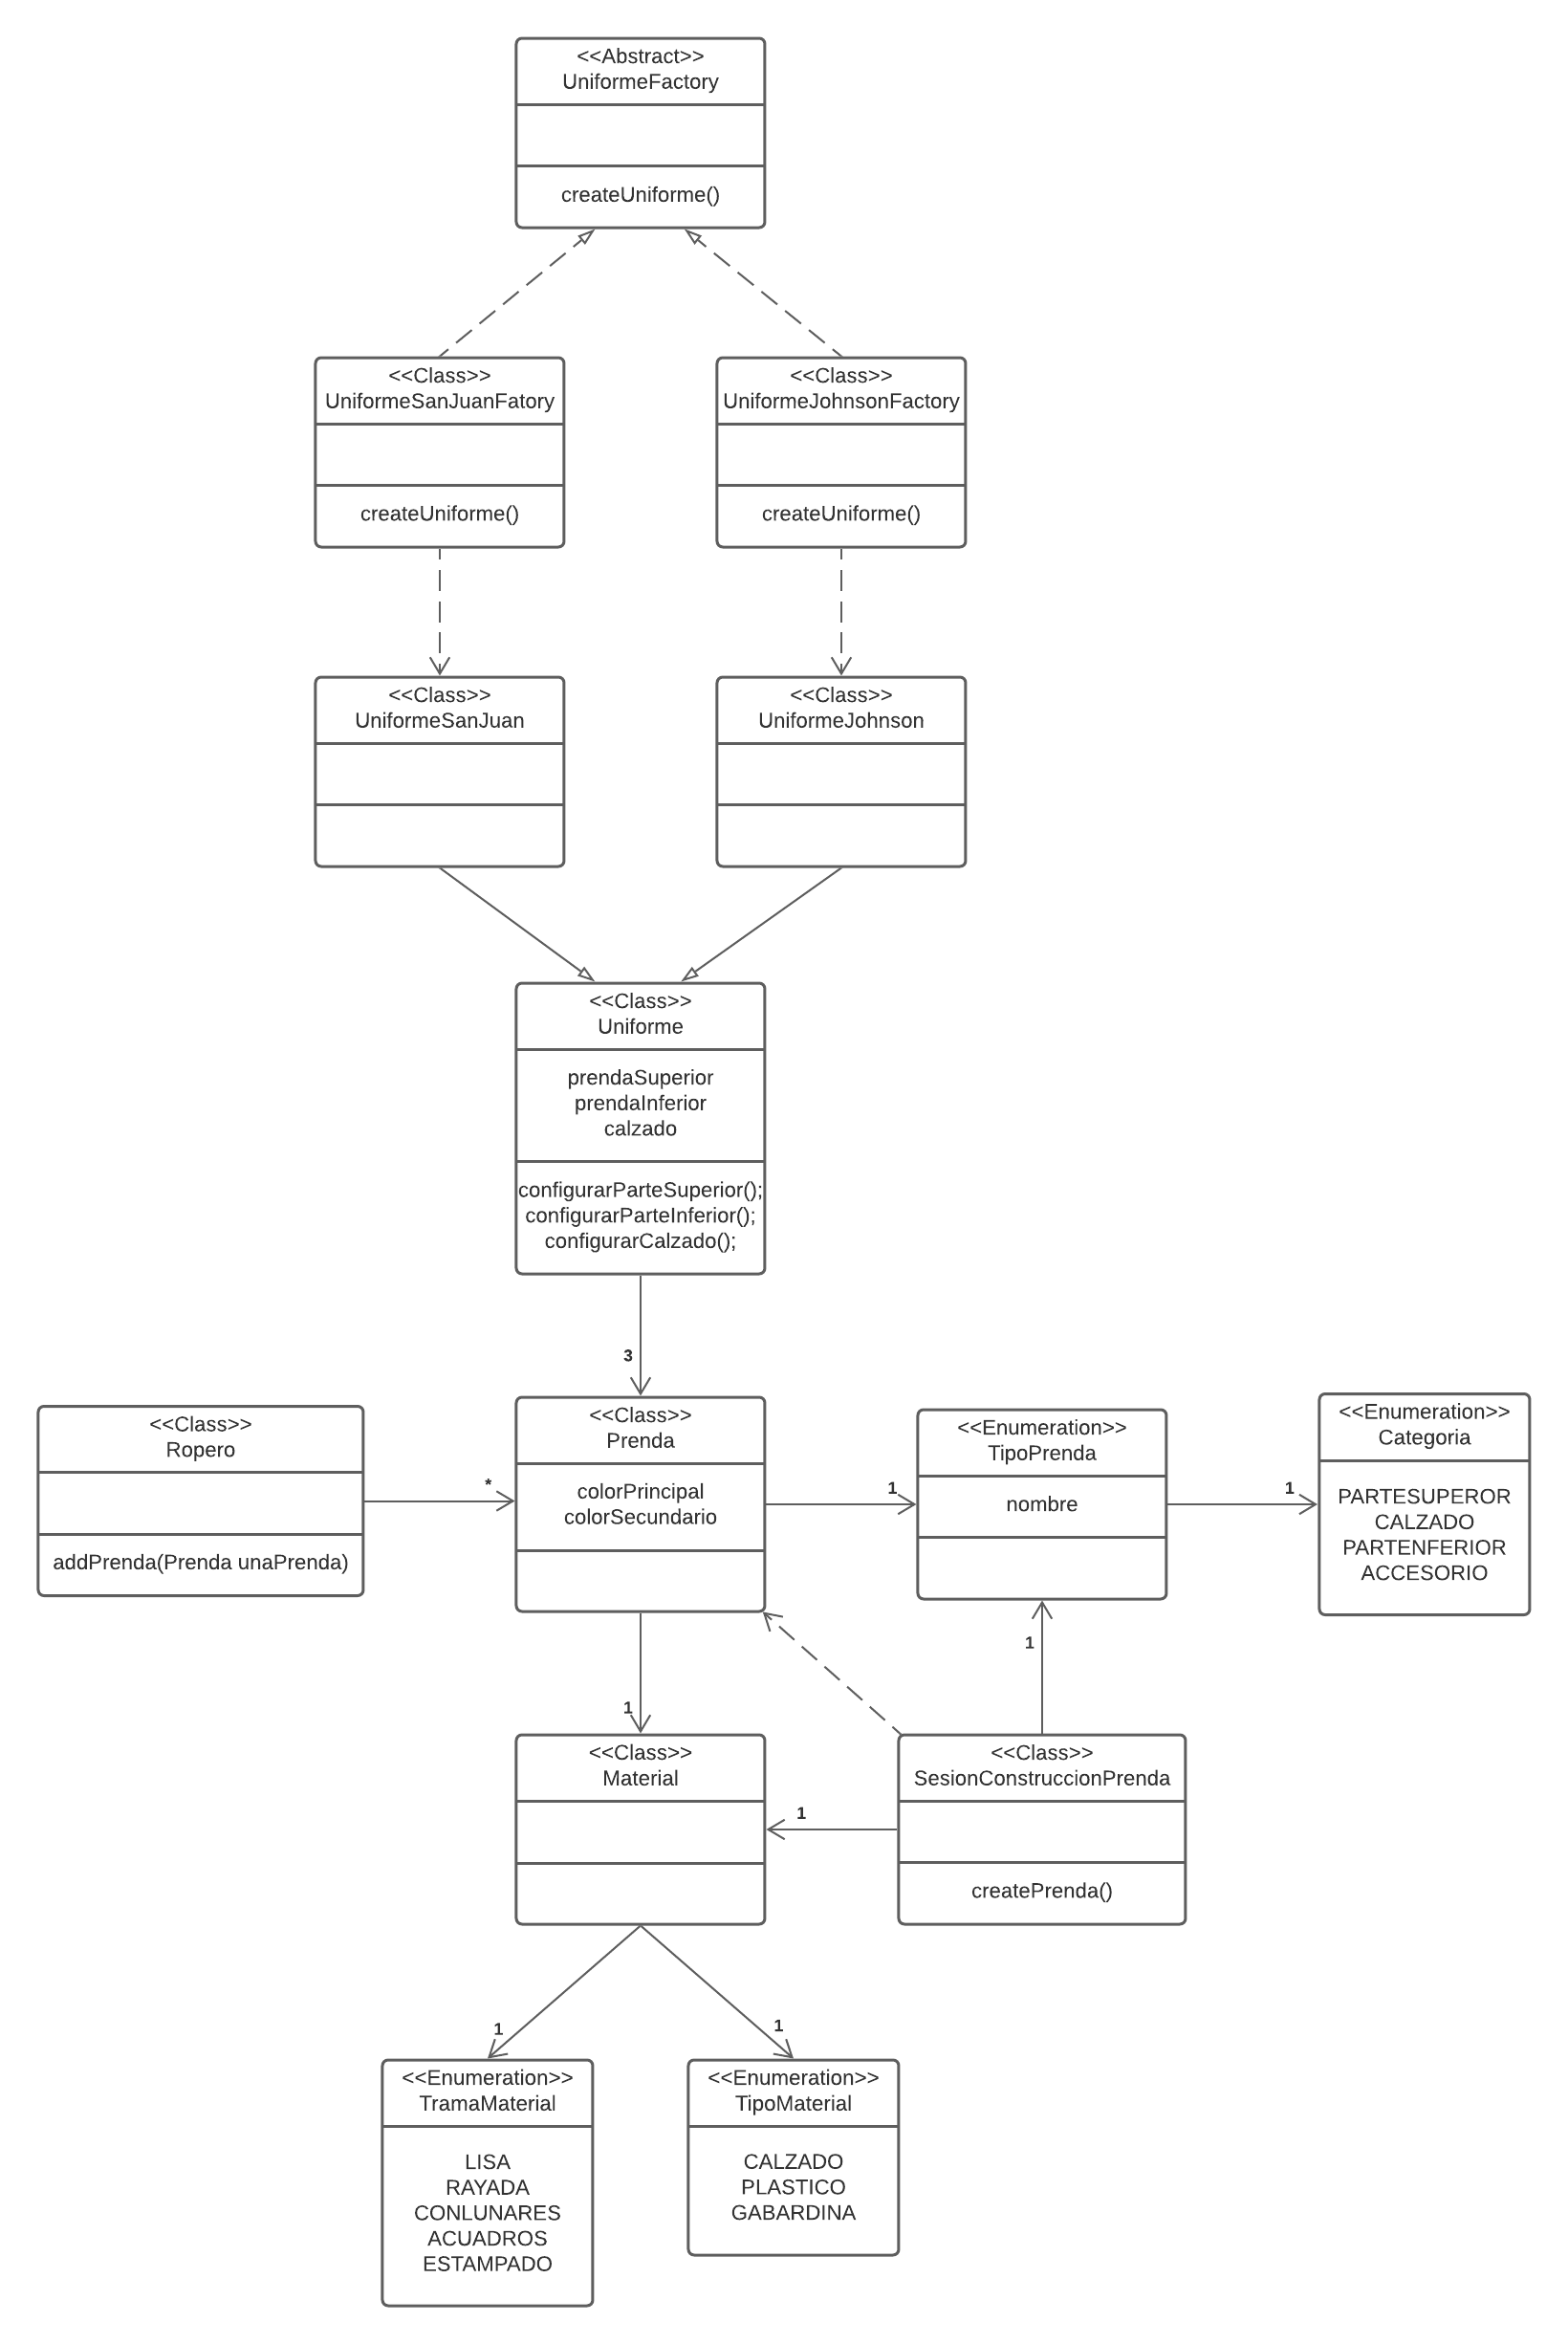 <<Abstract>>
UniformeFactory
createUniforme()
<<Class>>
UniformeSanJuanFatory
createUniforme()
<<Class>>
UniformeJohnsonFactory
createUniforme()
<<Class>>
UniformeSanJuan
<<Class>>
UniformeJohnson
<<Class>>
Uniforme
prendaSuperior
prendaInferior
calzado
configurarParteSuperior();
configurarParteInferior();
configurarCalzado();
3
<<Class>>
Ropero
addPrenda(Prenda unaPrenda)
*
<<Class>>
Prenda
colorPrincipal
colorSecundario
1
<<Enumeration>>
TipoPrenda
nombre
1
<<Enumeration>>
Categoria
PARTESUPEROR
CALZADO
PARTENFERIOR
ACCESORIO
1
1
<<Class>>
Material
1
<<Class>>
SesionConstruccionPrenda
createPrenda()
1
1
<<Enumeration>>
TramaMaterial
LISA
RAYADA
CONLUNARES
ACUADROS
ESTAMPADO
<<Enumeration>>
TipoMaterial
CALZADO
PLASTICO
GABARDINA